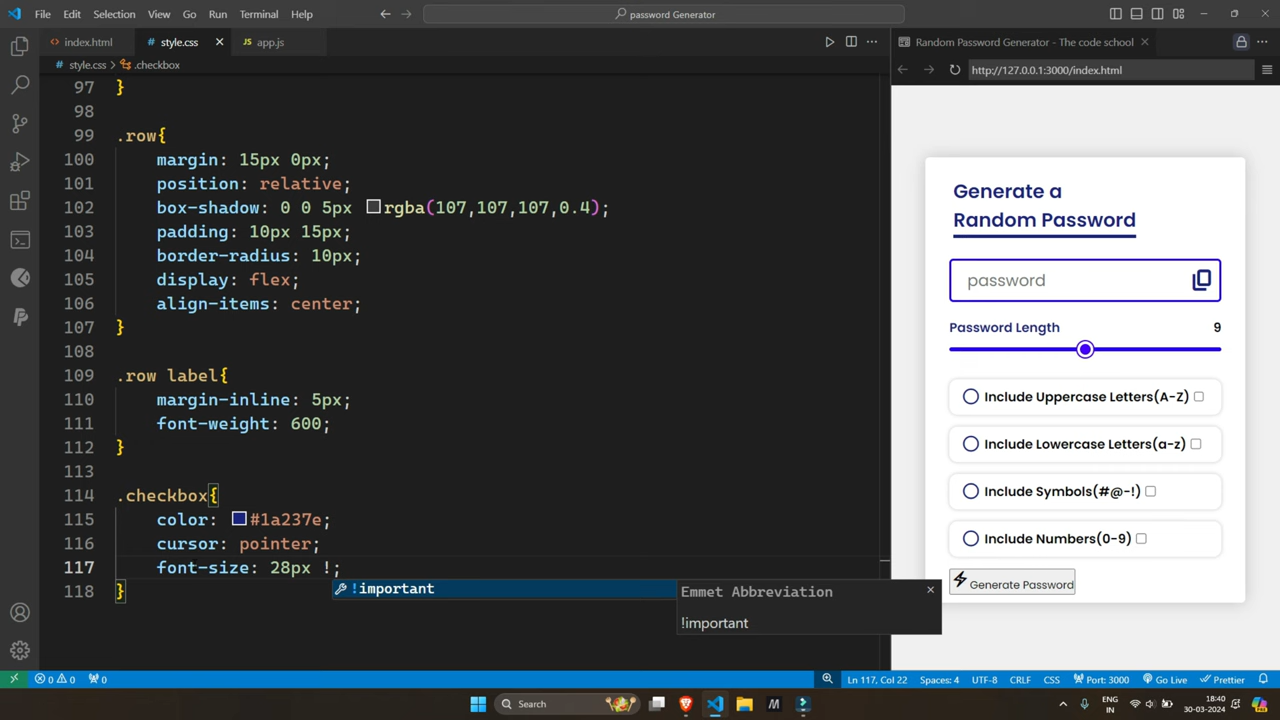 File Edit Selection View Go Run Terminal Help password Generator
index.html style.css app.js
style.css > .checkbox
97 }
98
99 .row{
100 margin: 15px 0px;
101 position: relative;
102 box-shadow: 0 0 5px rgba(107,107,107,0.4);
103 padding: 10px 15px;
104 border-radius: 10px;
105 display: flex;
106 align-items: center;
107 }
108
109 .row label{
110 margin-inline: 5px;
111 font-weight: 600;
112 }
113
114 .checkbox{
115 color: #1a237e;
116 cursor: pointer;
117 font-size: 28px !;
118 }
!important
Emmet Abbreviation
!important
Random Password Generator - The code school
http://127.0.0.1:3000/index.html
Generate a
Random Password
password
Password Length 9
Include Uppercase Letters(A-Z)
Include Lowercase Letters(a-z)
Include Symbols(#@-!)
Include Numbers(0-9)
Generate Password
0 0 0 Ln 117, Col 22 Spaces: 4 UTF-8 CRLF CSS Port: 3000 Go Live Prettier
Search M ENG 18:40
IN 30-03-2024